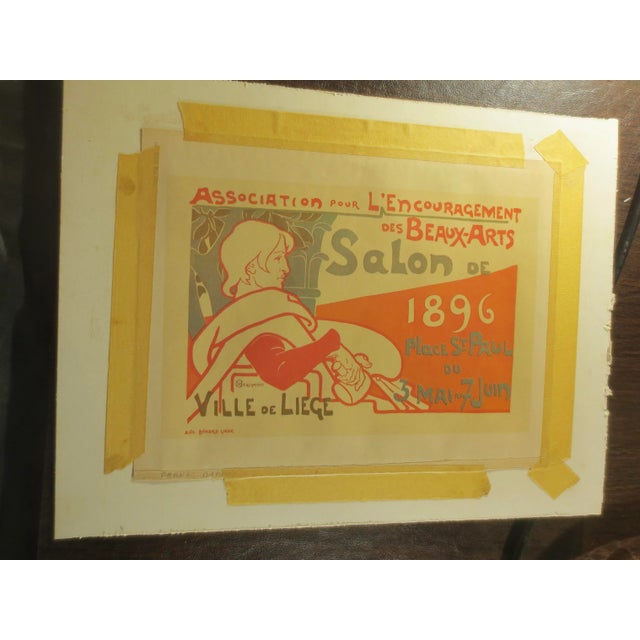 ASSOCIATION POUR L'ENCOURAGEMENT
DES BEAUX-ARTS
SALON DE
1896
PLACE ST PAUL
DU
3 MAI AU 7 JUIN
VILLE DE LIEGE